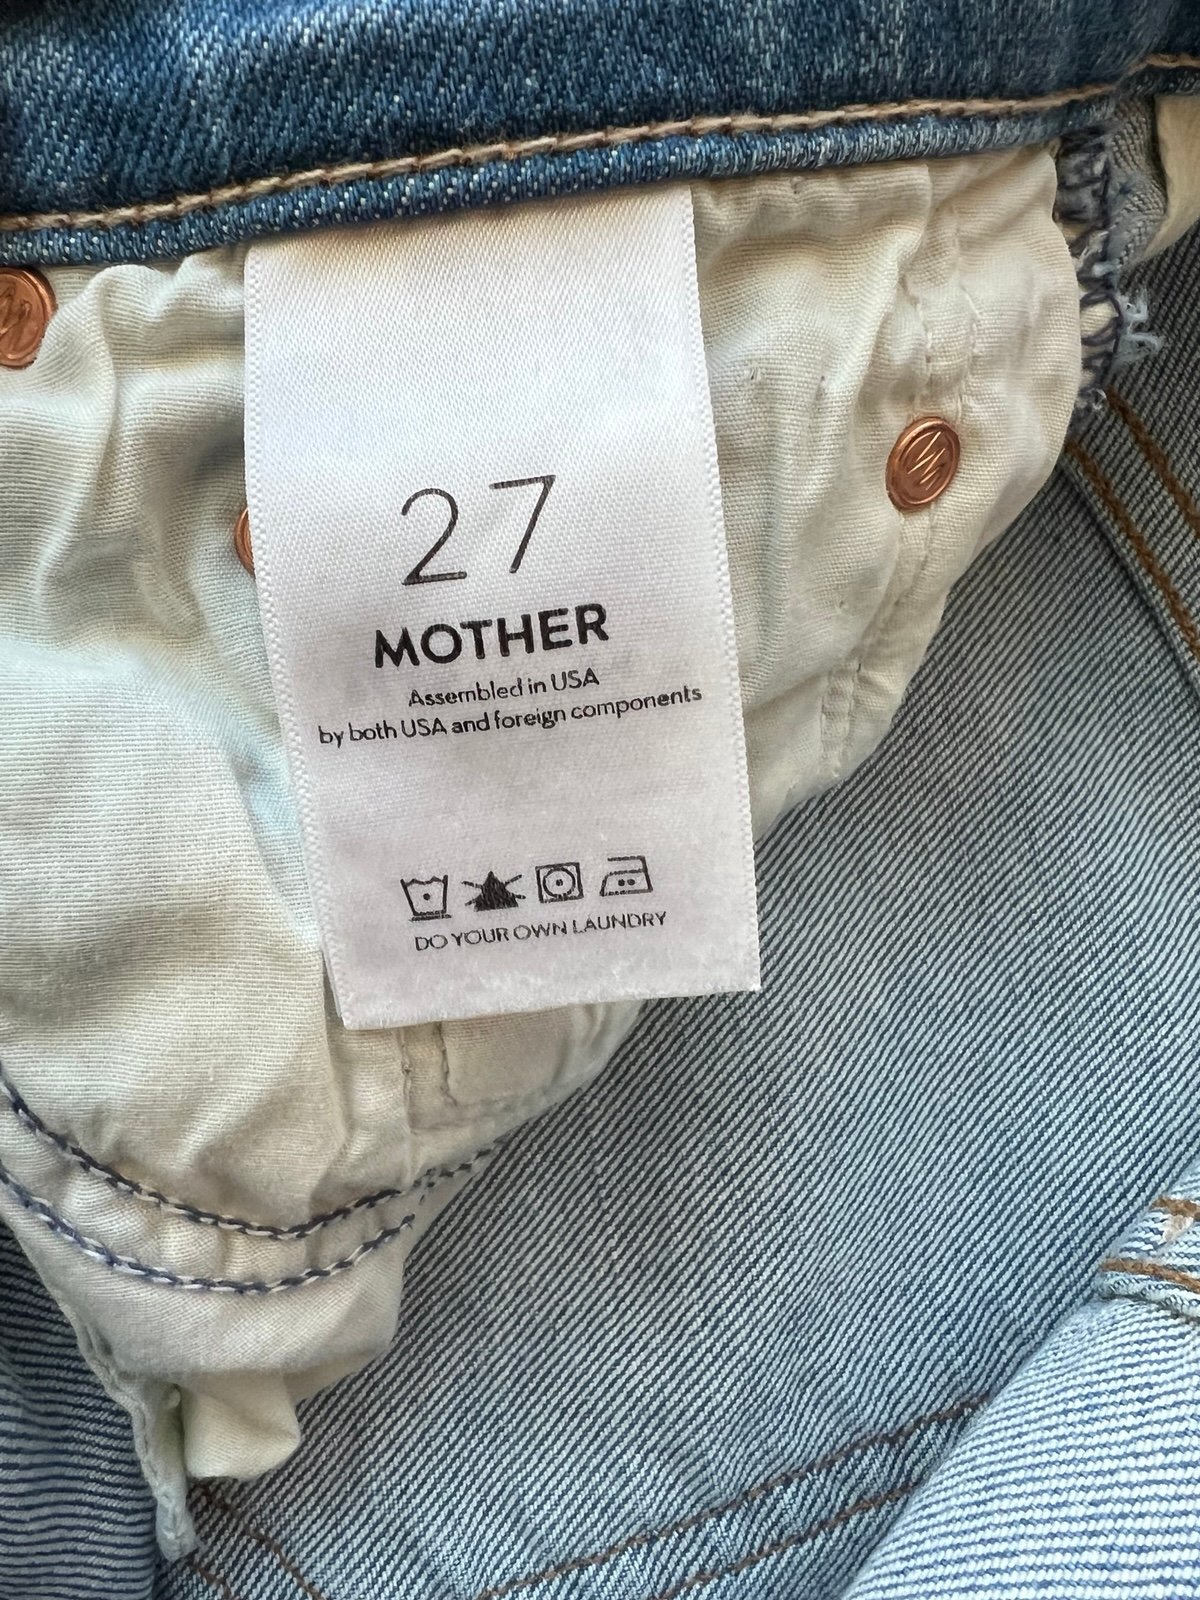 27
MOTHER
Assembled in USA
by both USA and foreign components
DO YOUR OWN LAUNDRY